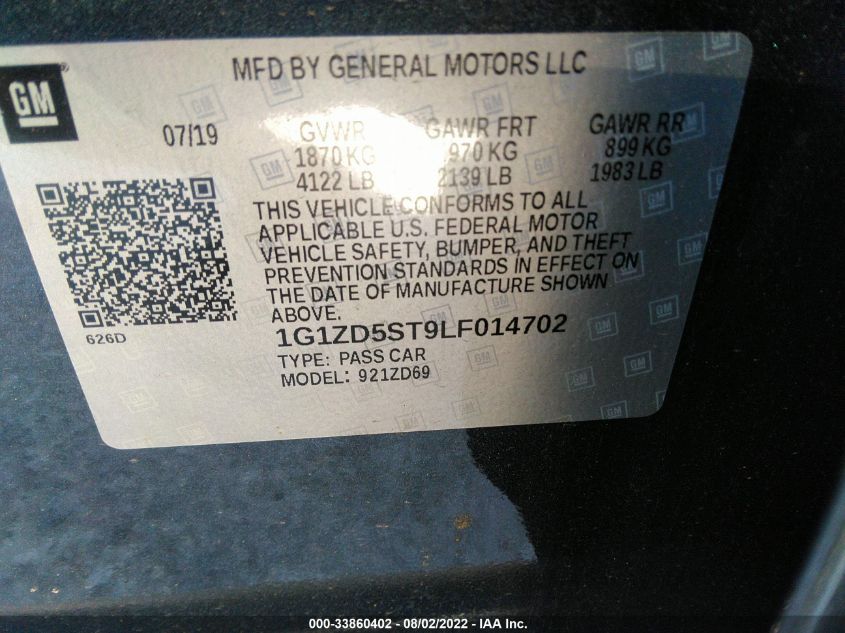 GM
MFD BY GENERAL MOTORS LLC
07/19 GVWR GAWR FRT GAWR RR
1870 KG 970 KG 899 KG
4122 LB 2139 LB 1983 LB
THIS VEHICLE CONFORMS TO ALL
APPLICABLE U.S. FEDERAL MOTOR
VEHICLE SAFETY, BUMPER, AND THEFT
PREVENTION STANDARDS IN EFFECT ON
THE DATE OF MANUFACTURE SHOWN
ABOVE.
626D
1G1ZD5ST9LF014702
TYPE: PASS CAR
MODEL: 921ZD69
000-33860402 - 08/02/2022 - IAA Inc.